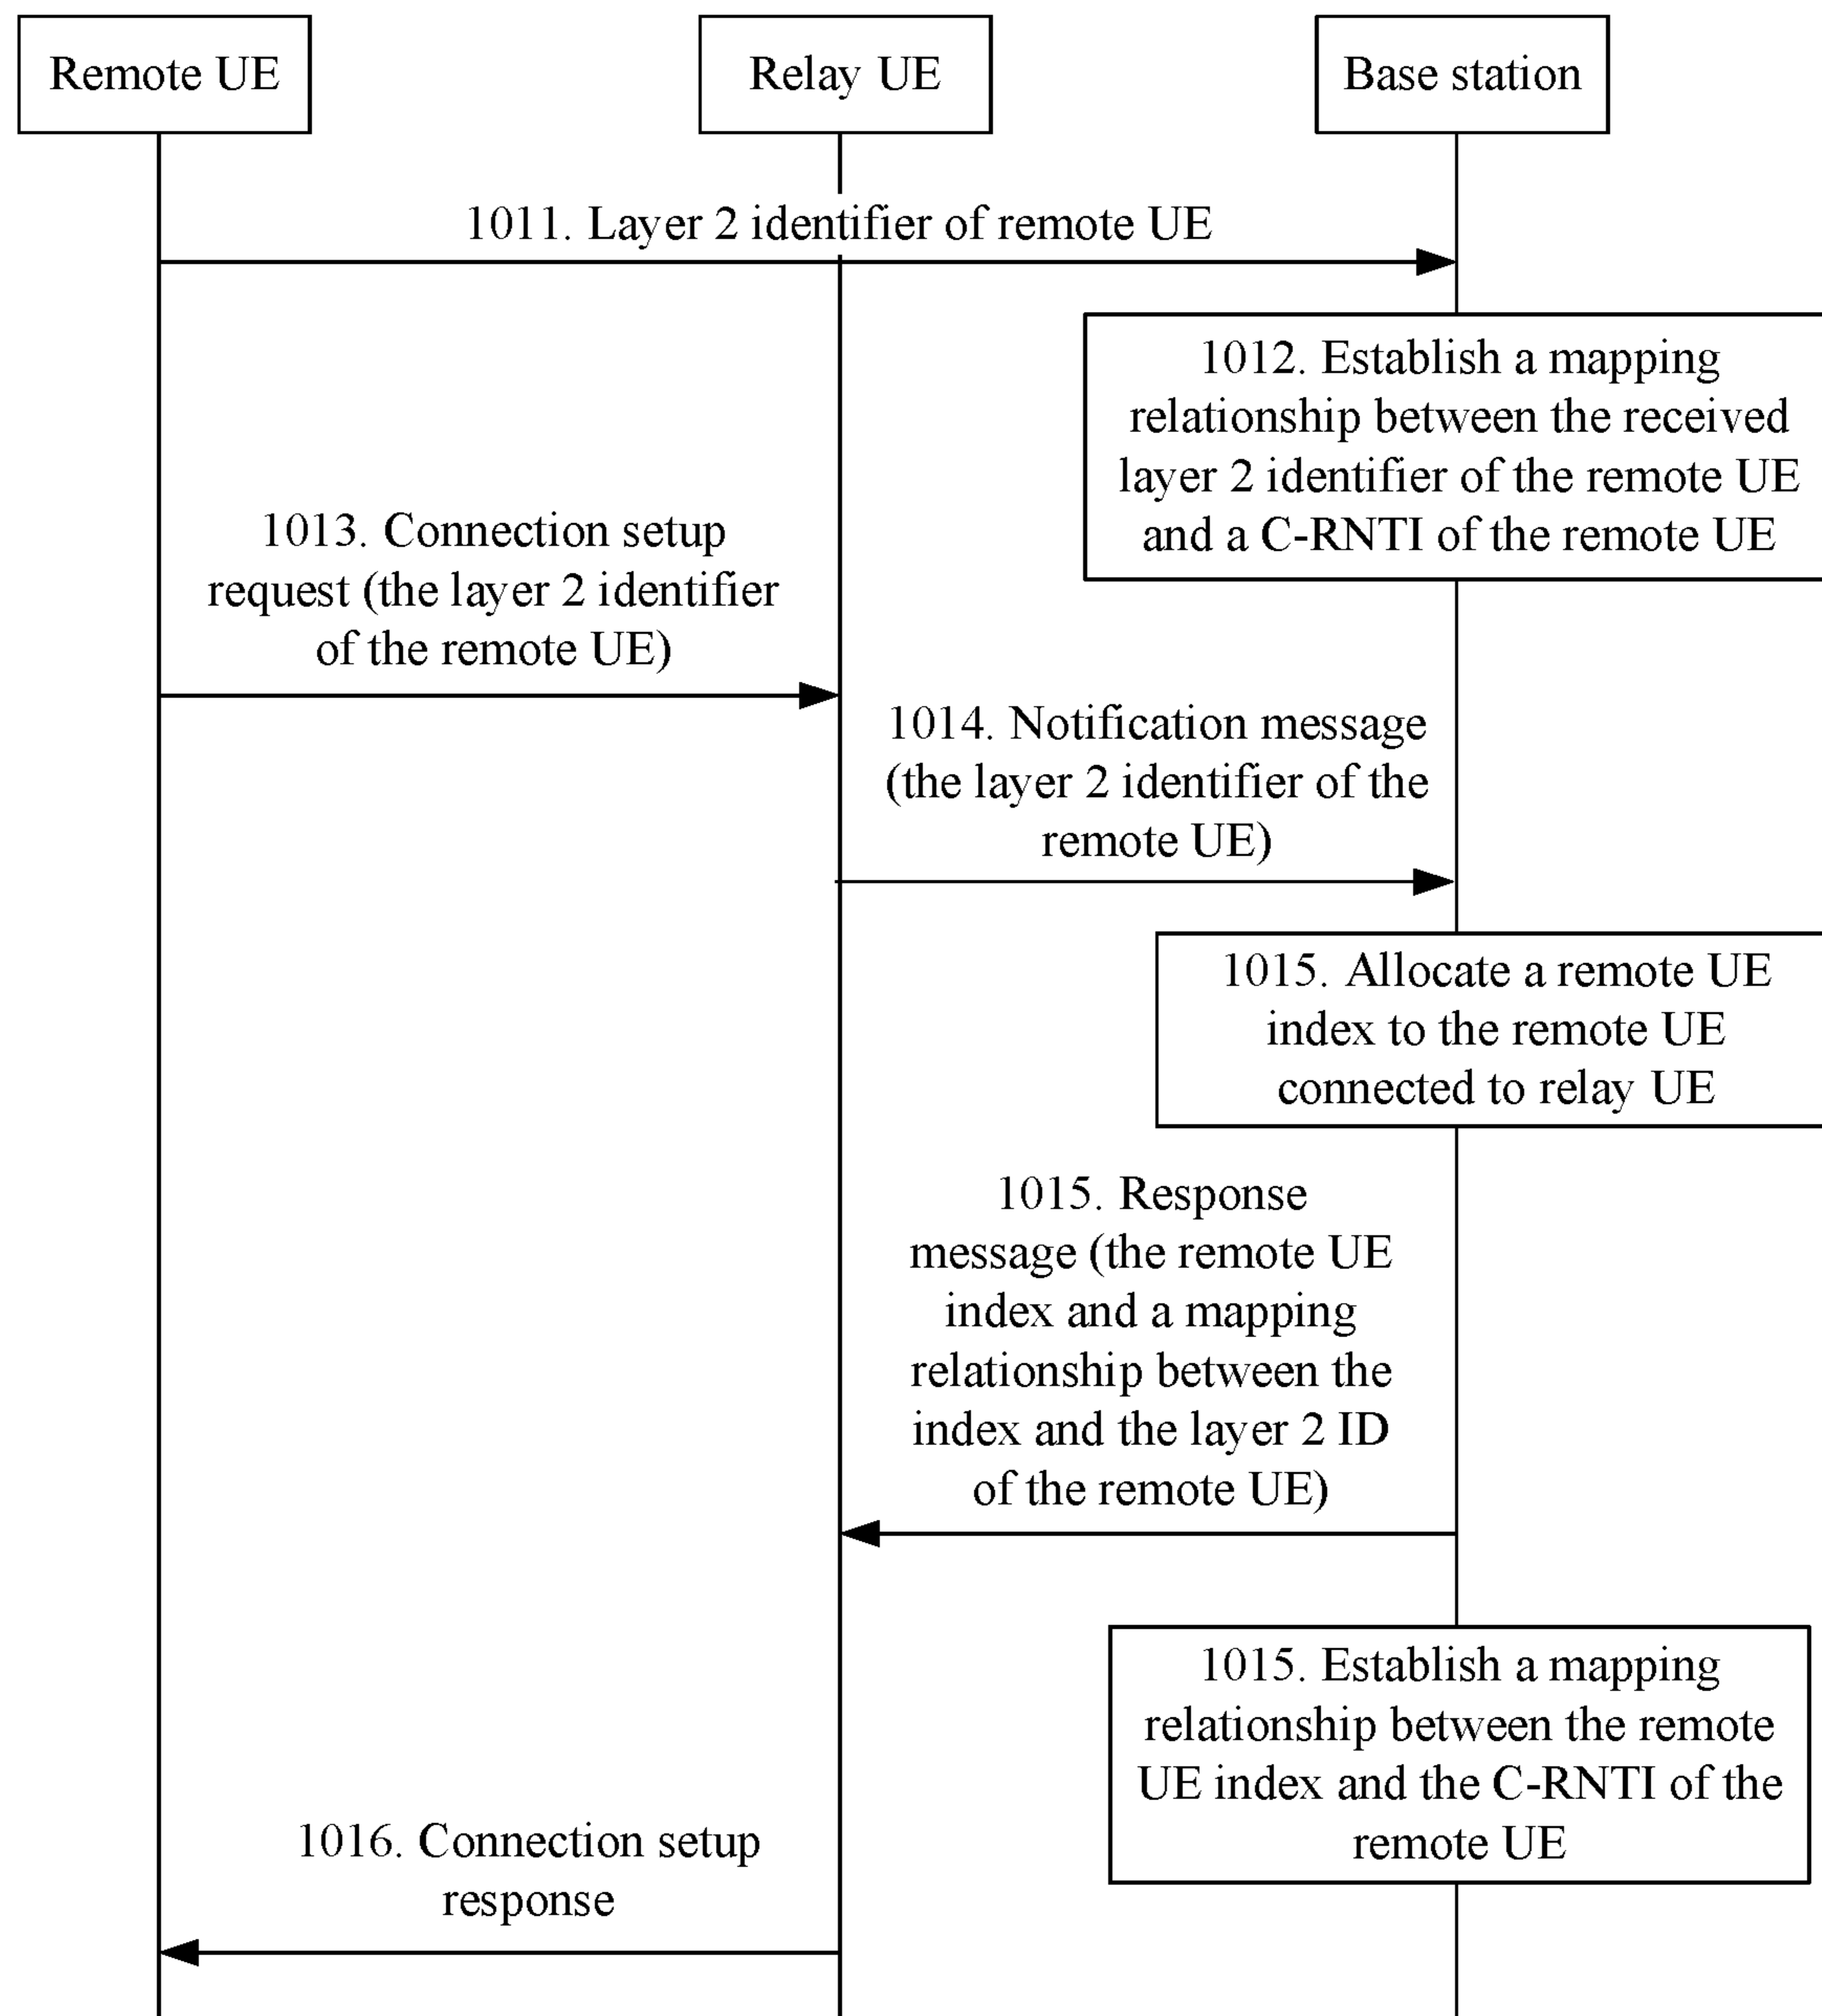 Remote UE
Relay UE
Base station
1011. Layer 2 identifier of remote UE
1012. Establish a mapping
relationship between the received
layer 2 identifier of the remote UE
and a C-RNTI of the remote UE
1013. Connection setup
request (the layer 2 identifier
of the remote UE)
1014. Notification message
(the layer 2 identifier of the
remote UE)
1015. Allocate a remote UE
index to the remote UE
connected to relay UE
1015. Response
message (the remote UE
index and a mapping
relationship between the
index and the layer 2 ID
of the remote UE)
1015. Establish a mapping
relationship between the remote
UE index and the C-RNTI of the
remote UE
1016. Connection setup
response